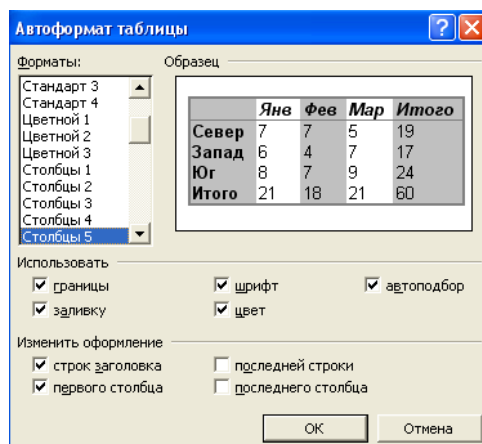 Автоформат таблицы
Форматы:
Образец
Стандарт 3
Стандарт 4
Цветной 1
Цветной 2
Цветной 3
Столбцы 1
Столбцы 2
Столбцы 3
Столбцы 4
Столбцы 5
Янв Фев Мар Итого
Север 7 7 5 19
Запад 6 4 7 17
Юг 8 7 9 24
Итого 21 18 21 60
Использовать
границы
шрифт
автоподбор
заливку
цвет
Изменить оформление
строк заголовка
последней строки
первого столбца
последнего столбца
ОК
Отмена